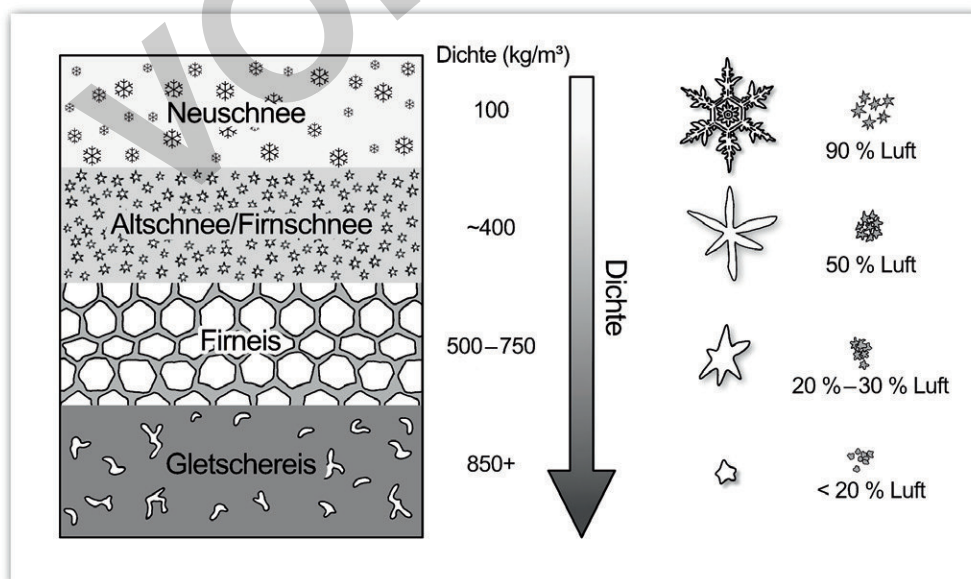 Dichte (kg/m³)
Neuschnee
100
90 % Luft
Altschnee/Firnschnee
~400
50 % Luft
Dichte
Firneis
500–750
20 %–30 % Luft
Gletschereis
850+
< 20 % Luft